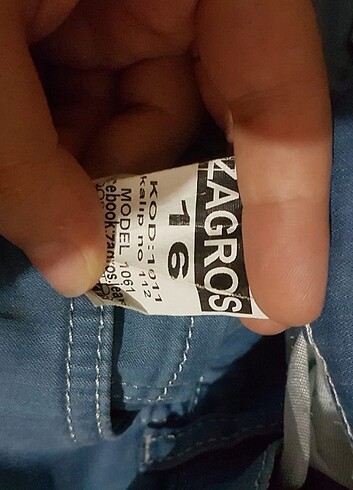 ZAGROS
16
KOD:1011
kalıp no 112
MODEL 1061